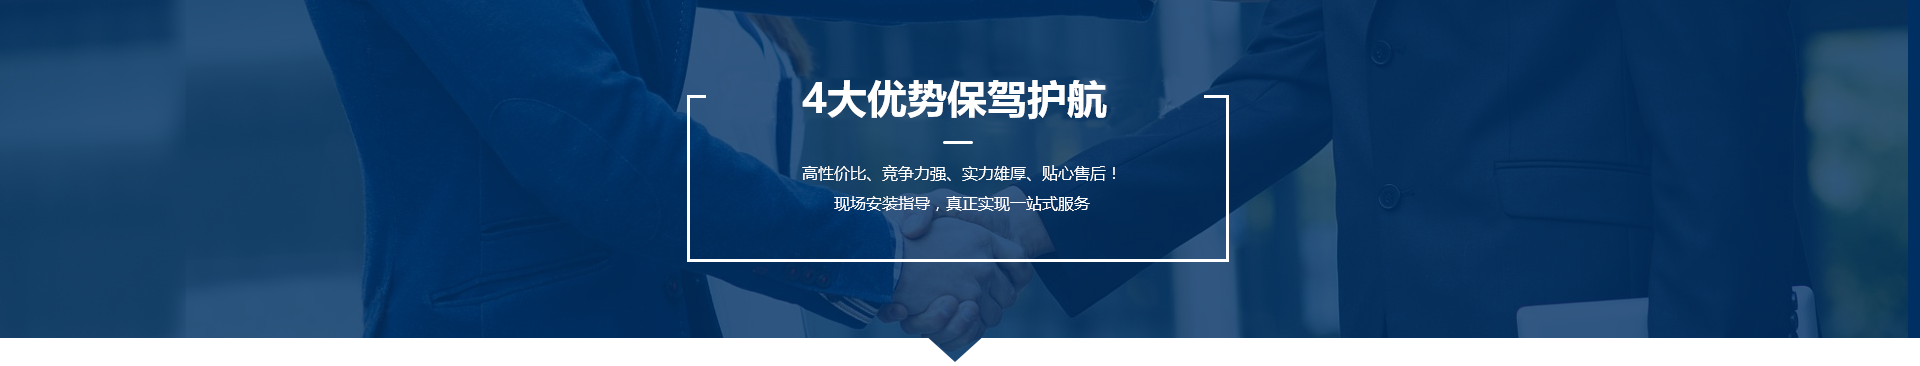 4大优势保驾护航
高性价比、竞争力强、实力雄厚、贴心售后！
现场安装指导，真正实现一站式服务